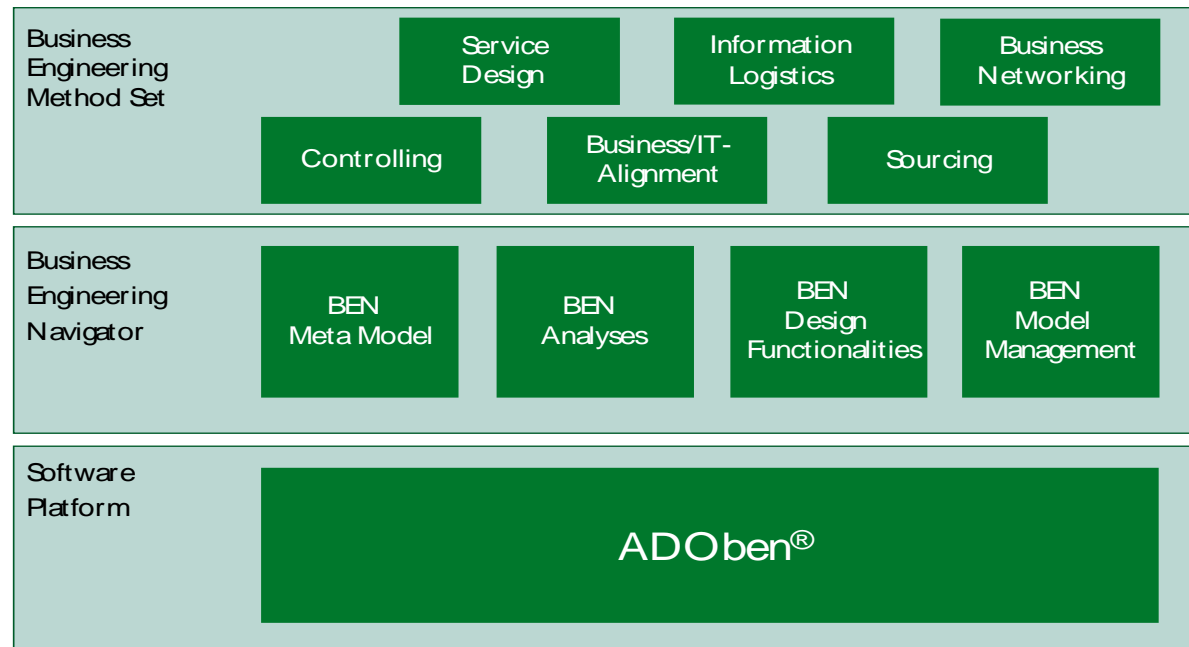 Business
Engineering
Method Set
Service
Design
Information
Logistics
Business
Networking
Controlling
Business/IT-
Alignment
Sourcing
Business
Engineering
Navigator
BEN
Meta Model
BEN
Analyses
BEN
Design
Functionalities
BEN
Model
Management
Software
Platform
ADOben®